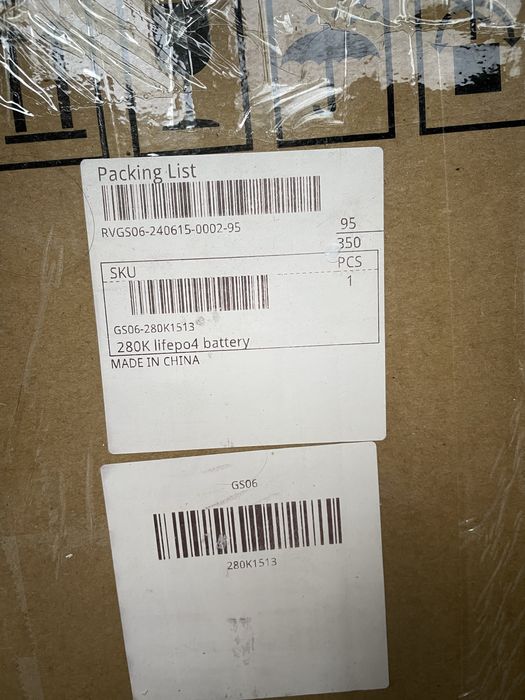 Packing List
RVGS06-240615-0002-95
95
350
SKU
PCS
1
GS06-280K1513
280K lifepo4 battery
MADE IN CHINA
GS06
280K1513